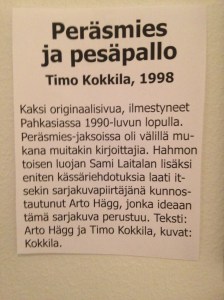 Peräsmies
ja pesäpallo
Timo Kokkila, 1998
Kaksi originaalisivua, ilmestyneet
Pahkasiassa 1990-luvun lopulla.
Peräsmies-jaksoissa oli välillä mu-
kana muitakin kirjoittajia. Hahmon
toisen luojan Sami Laitalan lisäksi
eniten kässäriehdotuksia laati it-
sekin sarjakuvapiirtäjänä kunnos-
tautunut Arto Hägg, jonka ideaan
tämä sarjakuva perustuu. Teksti:
Arto Hägg ja Timo Kokkila, kuvat:
Kokkila.